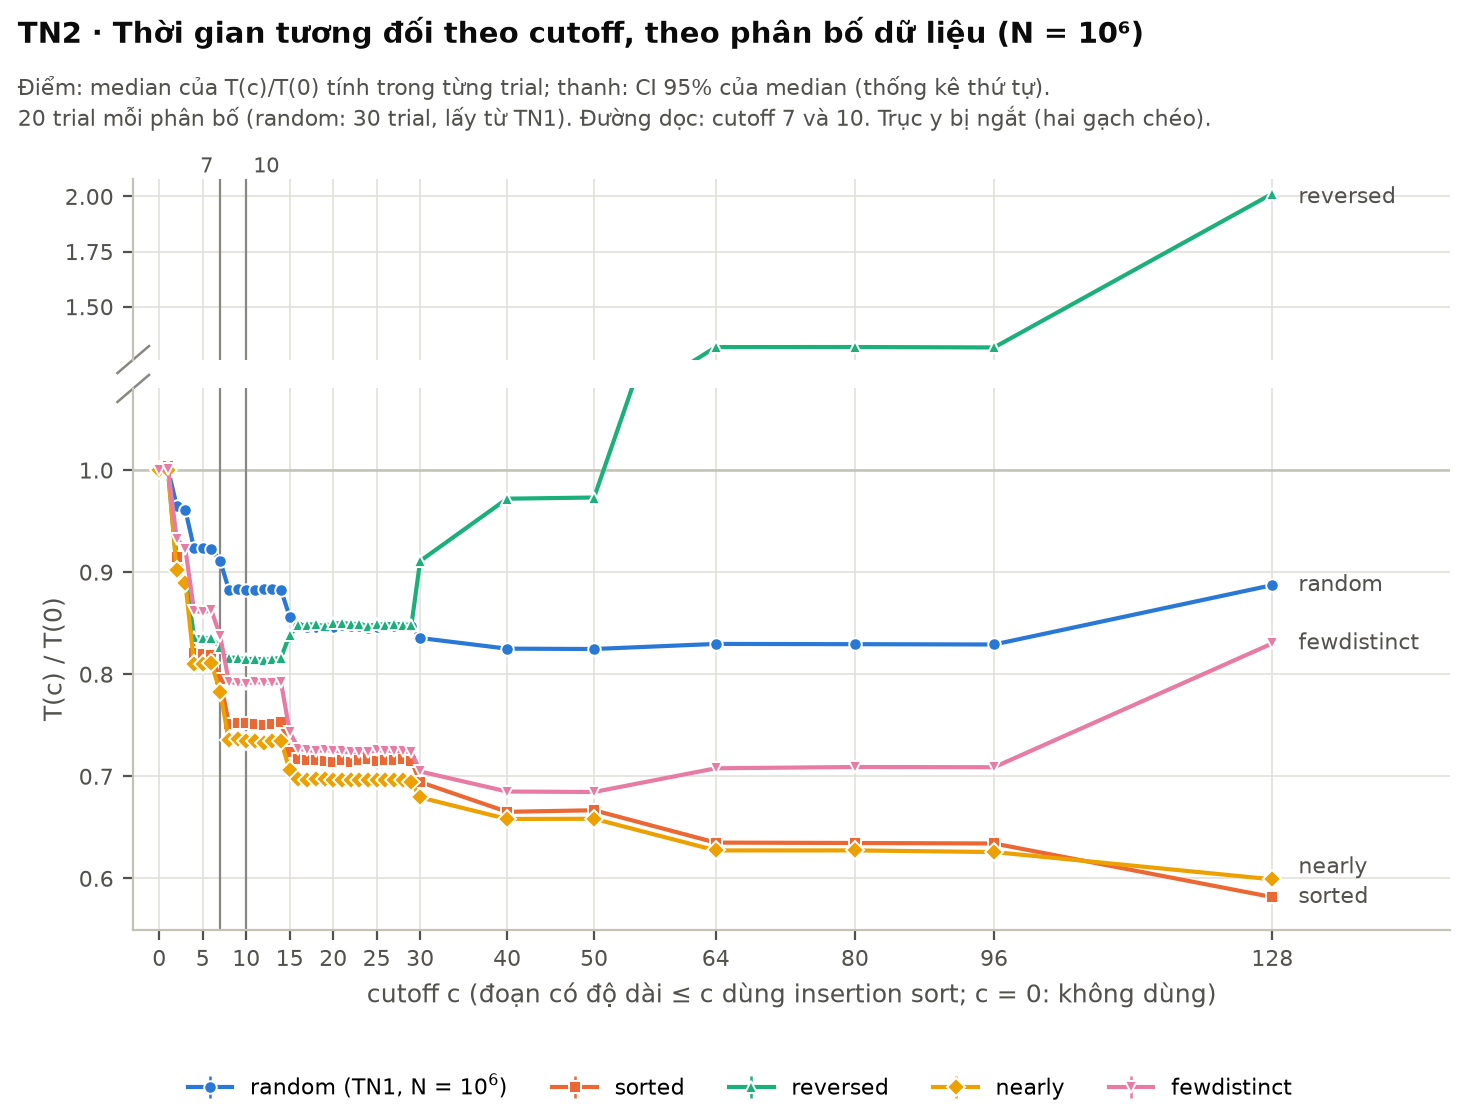 TN2 · Thời gian tương đối theo cutoff, theo phân bố dữ liệu (N = 10⁶)
Điểm: median của T(c)/T(0) tính trong từng trial; thanh: CI 95% của median (thống kê thứ tự).
20 trial mỗi phân bố (random: 30 trial, lấy từ TN1). Đường dọc: cutoff 7 và 10. Trục y bị ngắt (hai gạch chéo).
7 10
2.00
1.75
1.50
1.0
0.9
0.8
0.7
0.6
T(c) / T(0)
reversed
random
fewdistinct
nearly
sorted
0 5 10 15 20 25 30 40 50 64 80 96 128
cutoff c (đoạn có độ dài ≤ c dùng insertion sort; c = 0: không dùng)
random (TN1, N = 10⁶) sorted reversed nearly fewdistinct